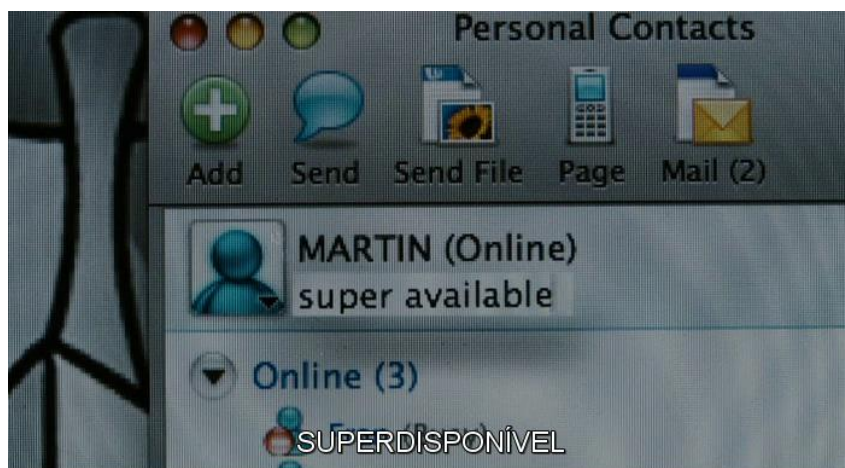 Personal Contacts
Add Send Send File Page Mail (2)
MARTIN (Online)
super available
Online (3)
SUPERDISPONÍVEL